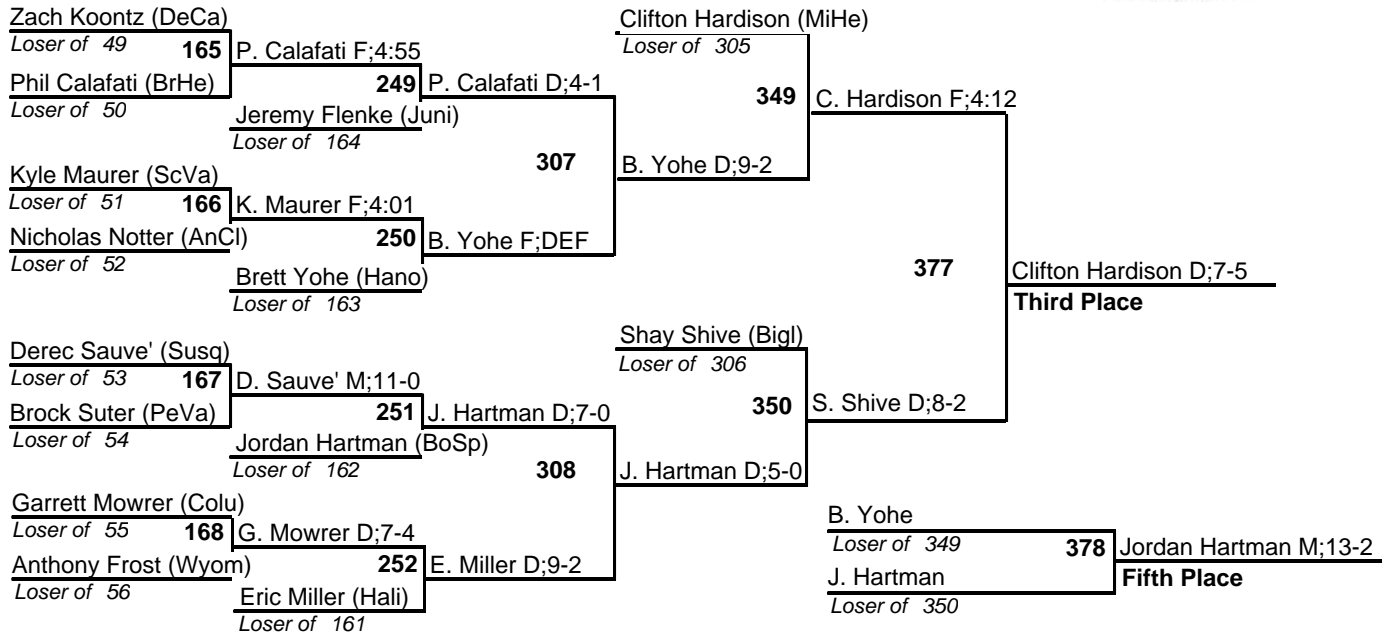 Zach Koontz (DeCa)
Loser of 49
165
P. Calafati F;4:55
Phil Calafati (BrHe)
Loser of 50
249
P. Calafati D;4-1
Jeremy Flenke (Juni)
Loser of 164
Kyle Maurer (ScVa)
Loser of 51
166
K. Maurer F;4:01
Nicholas Notter (AnCl)
Loser of 52
250
B. Yohe F;DEF
Brett Yohe (Hano)
Loser of 163
307
B. Yohe D;9-2
Clifton Hardison (MiHe)
Loser of 305
349
C. Hardison F;4:12
Derec Sauve' (Susq)
Loser of 53
167
D. Sauve' M;11-0
Brock Suter (PeVa)
Loser of 54
251
J. Hartman D;7-0
Jordan Hartman (BoSp)
Loser of 162
Garrett Mowrer (Colu)
Loser of 55
168
G. Mowrer D;7-4
Anthony Frost (Wyom)
Loser of 56
252
E. Miller D;9-2
Eric Miller (Hali)
Loser of 161
308
J. Hartman D;5-0
Shay Shive (Bigl)
Loser of 306
350
S. Shive D;8-2
377
Clifton Hardison D;7-5
Third Place
B. Yohe
Loser of 349
378
Jordan Hartman M;13-2
J. Hartman
Fifth Place
Loser of 350